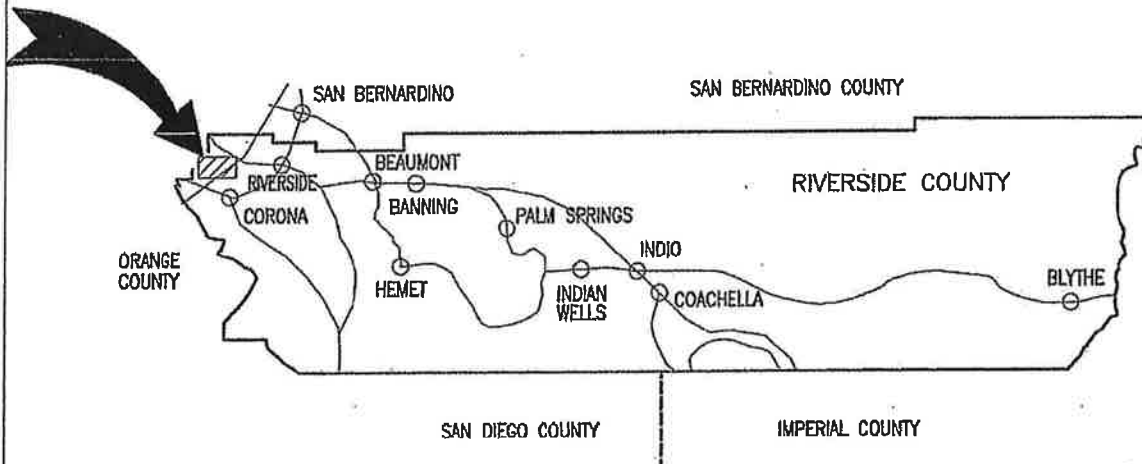 SAN BERNARDINO COUNTY
SAN BERNARDINO
BEAUMONT
RIVERSIDE
RIVERSIDE COUNTY
BANNING
CORONA
PALM SPRINGS
ORANGE
COUNTY
INDIO
HEMET
INDIAN
WELLS
COACHELLA
BLYTHE
SAN DIEGO COUNTY
IMPERIAL COUNTY